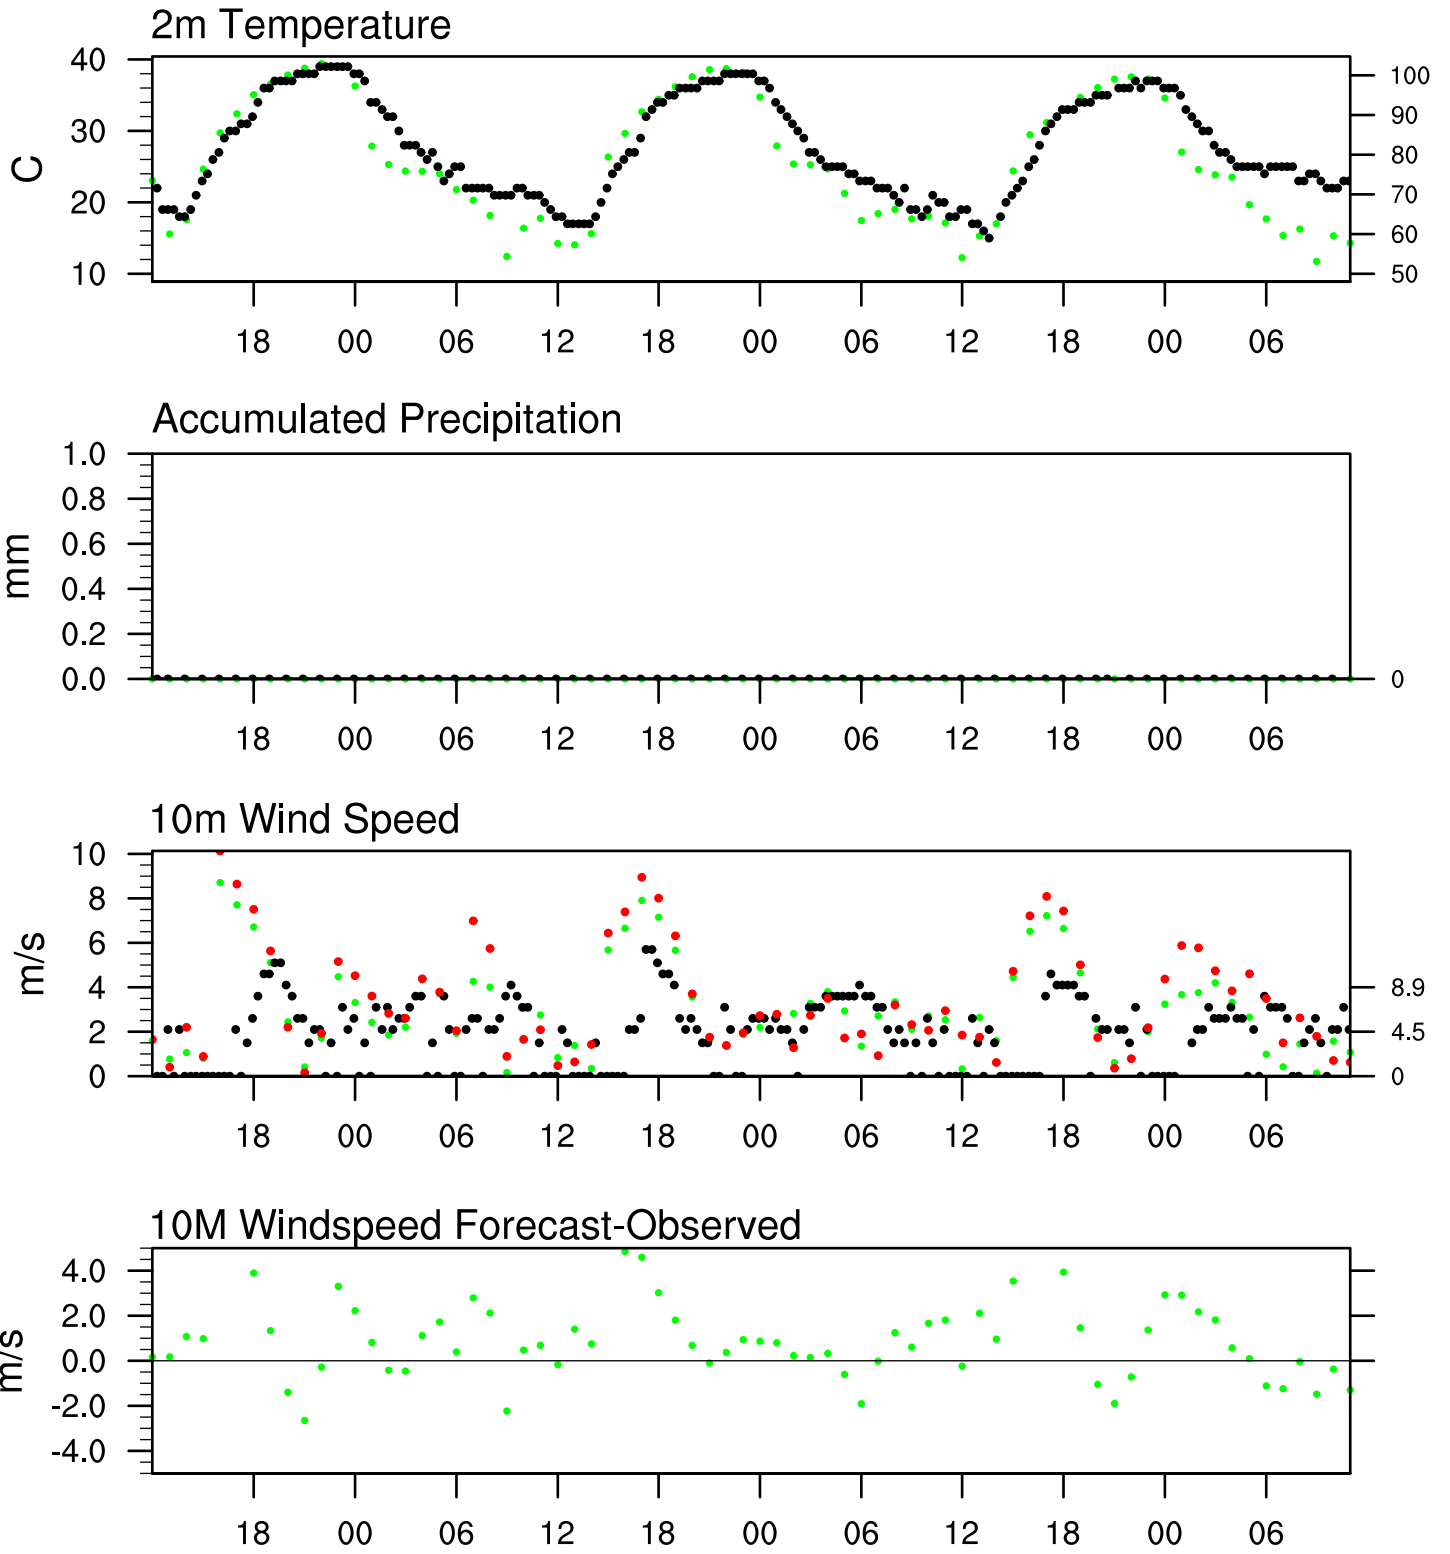 2m Temperature
40
30
20
10
C
100
90
80
70
60
50
18 00 06 12 18 00 06 12 18 00 06
Accumulated Precipitation
1.0
0.8
0.6
0.4
0.2
0.0
mm
0
18 00 06 12 18 00 06 12 18 00 06
10m Wind Speed
10
8
6
4
2
0
m/s
8.9
4.5
0
18 00 06 12 18 00 06 12 18 00 06
10M Windspeed Forecast-Observed
4.0
2.0
0.0
-2.0
-4.0
m/s
18 00 06 12 18 00 06 12 18 00 06